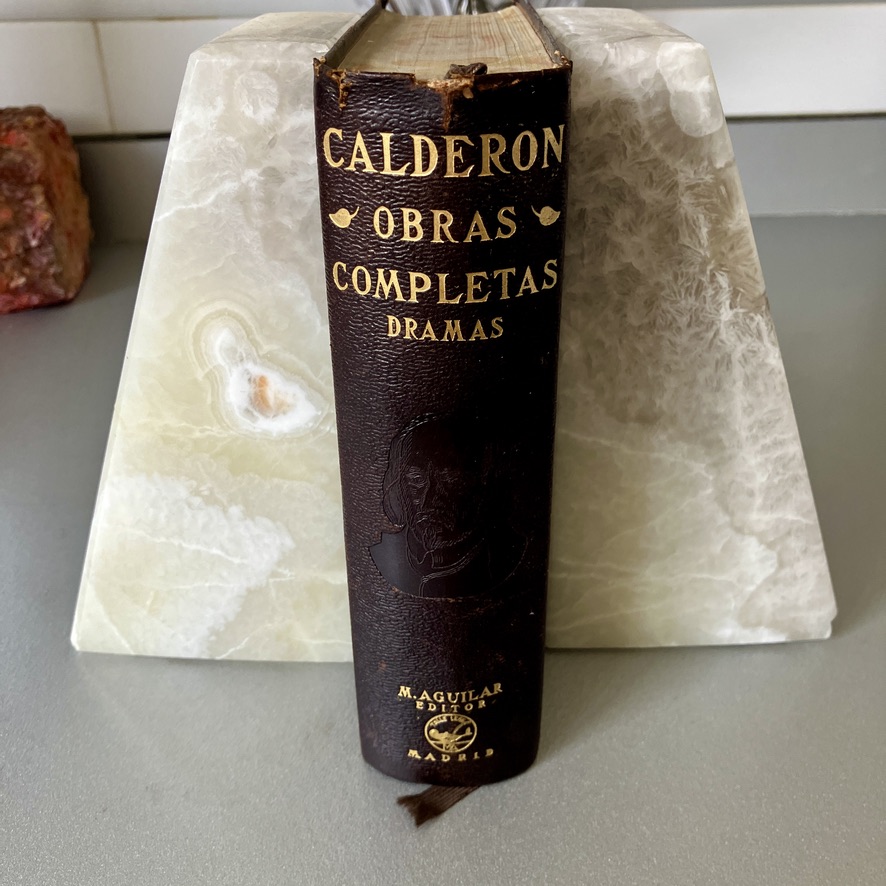 CALDERON
OBRAS
COMPLETAS
DRAMAS
M. AGUILAR
EDITOR
MADRID